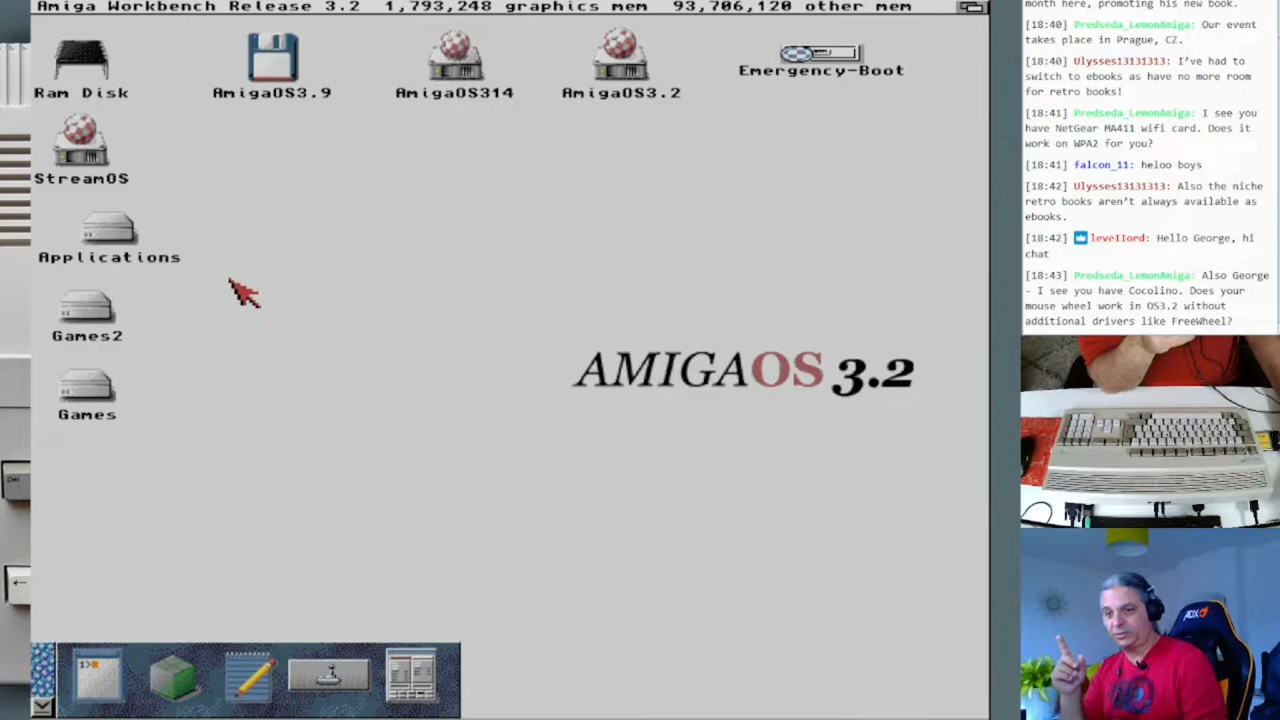 Amiga Workbench Release 3.2 1,793,248 graphics mem 93,706,120 other mem
Ram Disk
AmigaOS3.9
AmigaOS314
AmigaOS3.2
Emergency-Boot
StreamOS
Applications
Games2
Games
AMIGAOS 3.2
1>
Del
month here, promoting his new book.
[18:40] Predseda_LemonAmiga: Our event
takes place in Prague, CZ.
[18:40] Ulysses13131313: I've had to
switch to ebooks as have no more room
for retro books!
[18:41] Predseda_LemonAmiga: I see you
have NetGear MA411 wifi card. Does it
work on WPA2 for you?
[18:41] falcon_11: heloo boys
[18:42] Ulysses13131313: Also the niche
retro books aren't always available as
ebooks.
[18:42] leveIIord: Hello George, hi
chat
[18:43] Predseda_LemonAmiga: Also George
- I see you have Cocolino. Does your
mouse wheel work in OS3.2 without
additional drivers like FreeWheel?
ADX